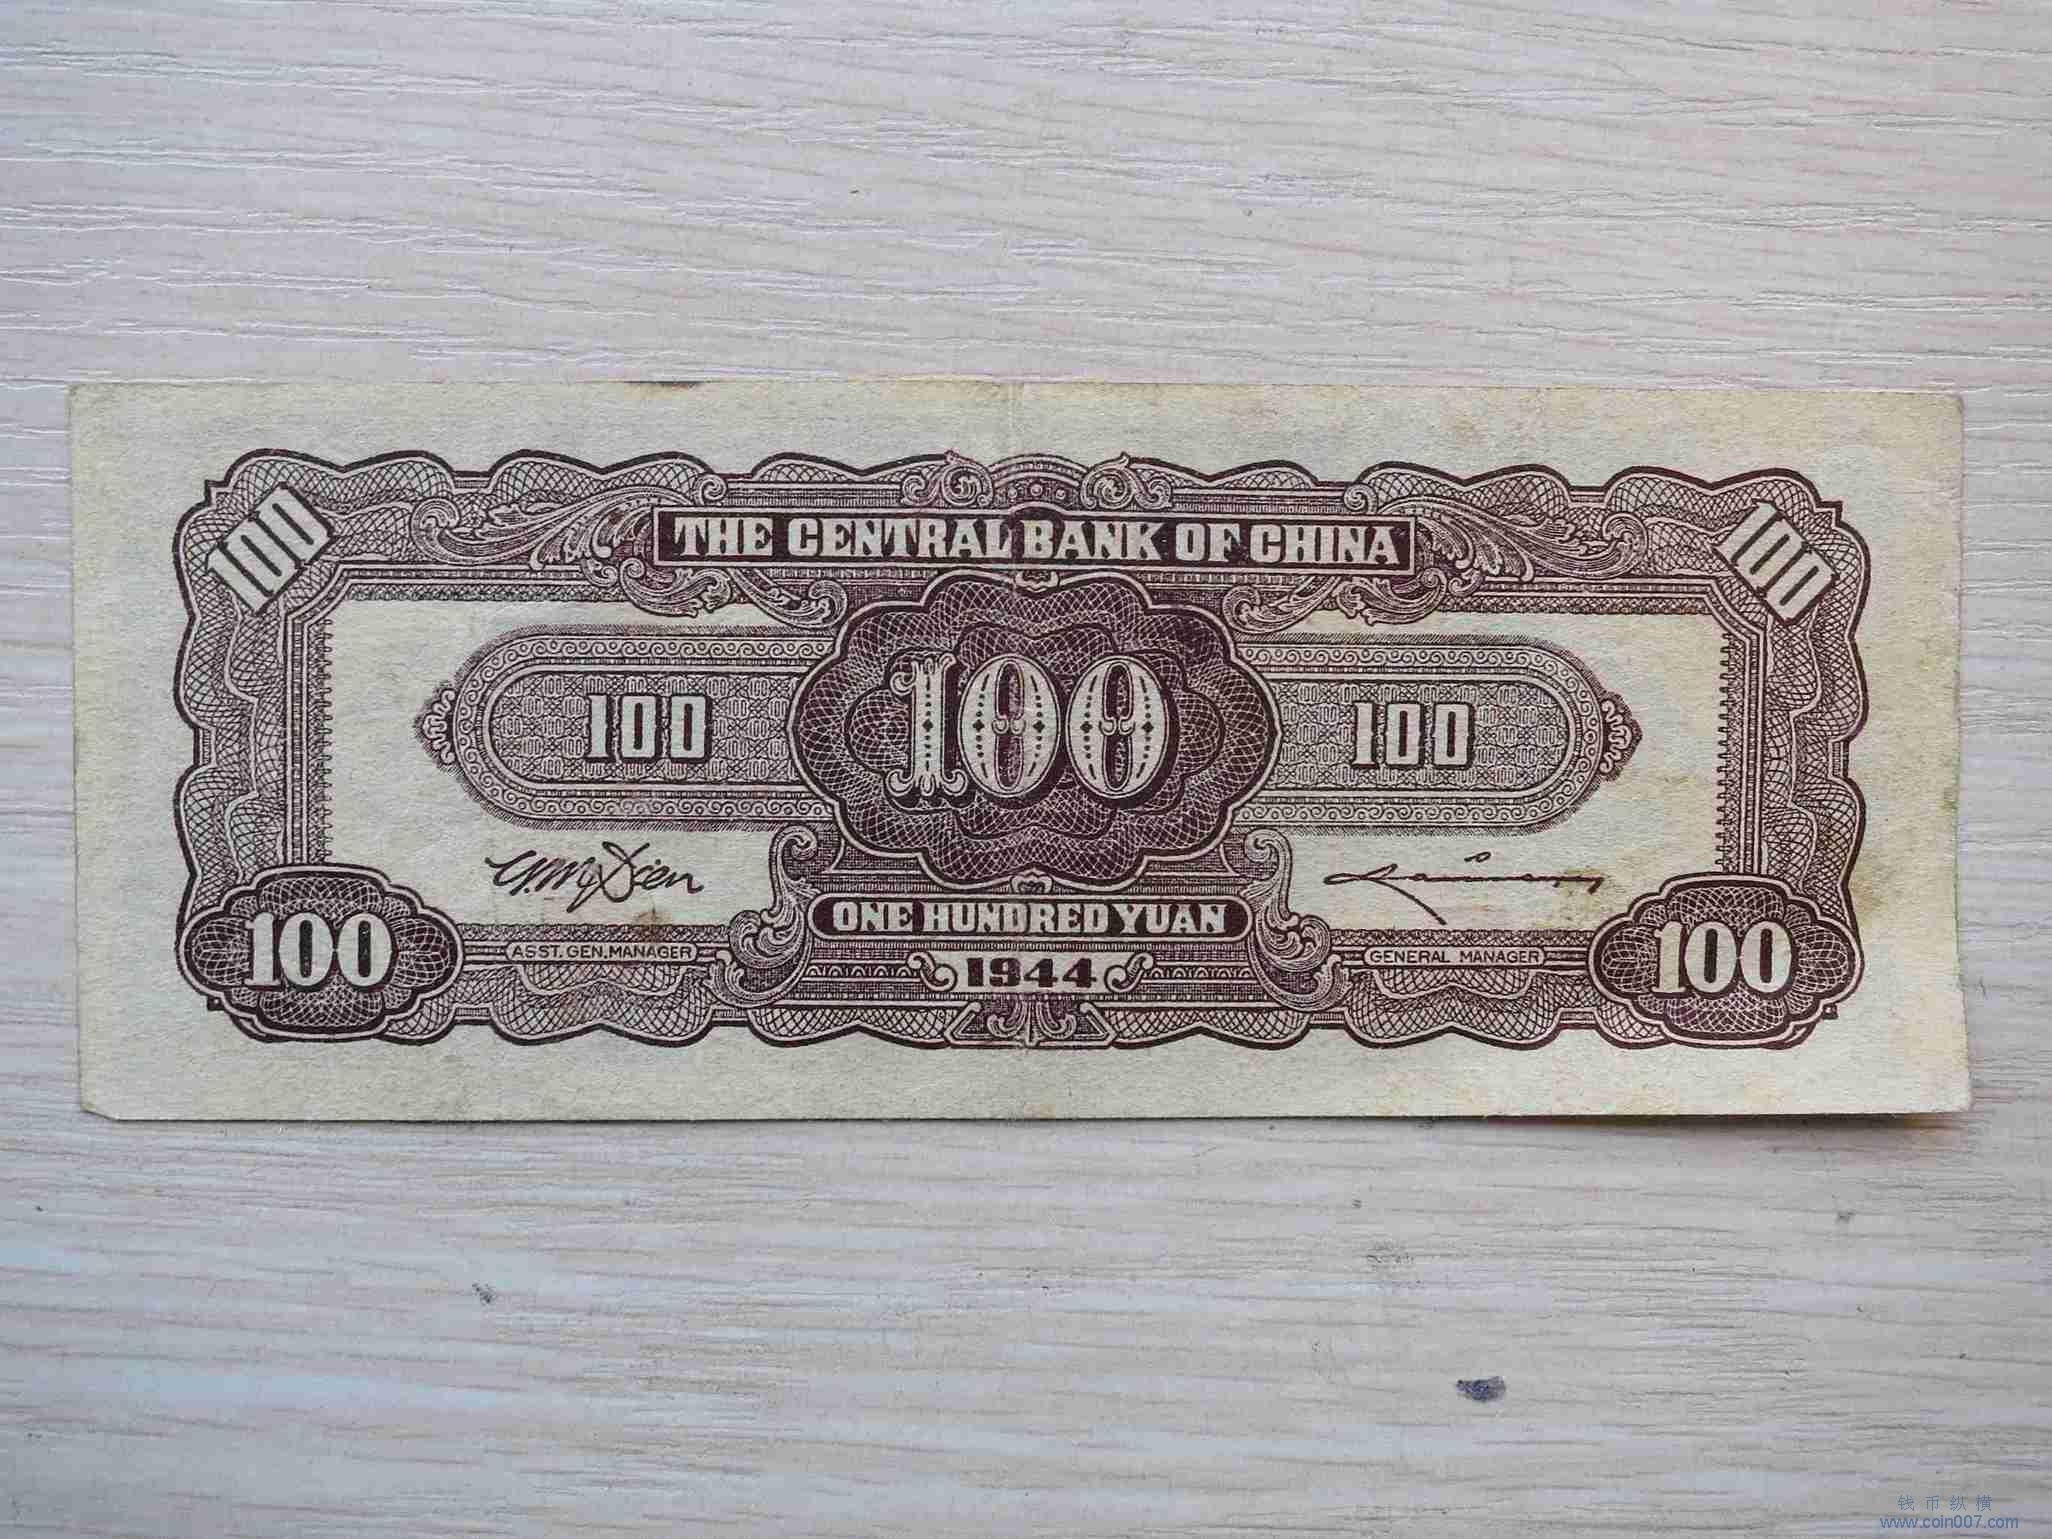 100
100
THE CENTRAL BANK OF CHINA
100
100
100
ONE HUNDRED YUAN
100
100
ASST. GEN. MANAGER
GENERAL MANAGER
1944
钱币纵横
www.coin007.com